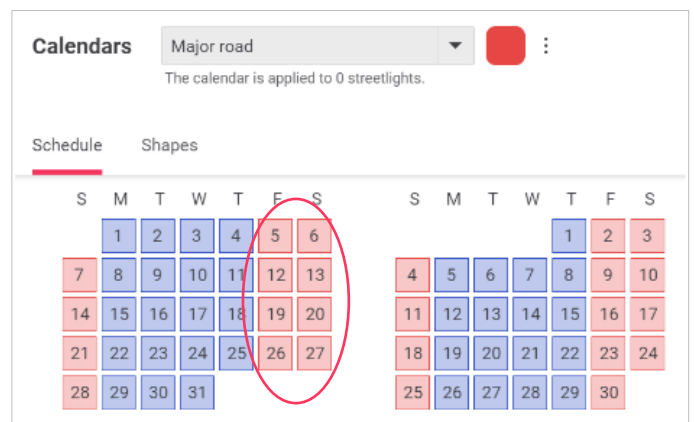 Calendars Major road
The calendar is applied to 0 streetlights.
Schedule Shapes
S M T W T F S S M T W T F S
1 2 3 4 5 6 1 2 3
7 8 9 10 11 12 13 4 5 6 7 8 9 10
14 15 16 17 18 19 20 11 12 13 14 15 16 17
21 22 23 24 25 26 27 18 19 20 21 22 23 24
28 29 30 31 25 26 27 28 29 30